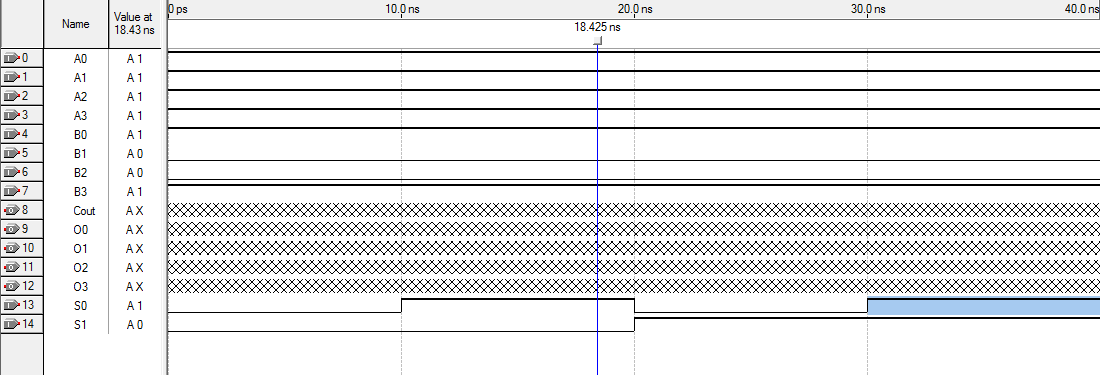 Name Value at 18.43 ns 0 ps 10.0 ns 20.0 ns 30.0 ns 40.0 ns
18.425 ns
0 A0 A 1
1 A1 A 1
2 A2 A 1
3 A3 A 1
4 B0 A 1
5 B1 A 0
6 B2 A 0
7 B3 A 1
8 Cout A X
9 O0 A X
10 O1 A X
11 O2 A X
12 O3 A X
13 S0 A 1
14 S1 A 0